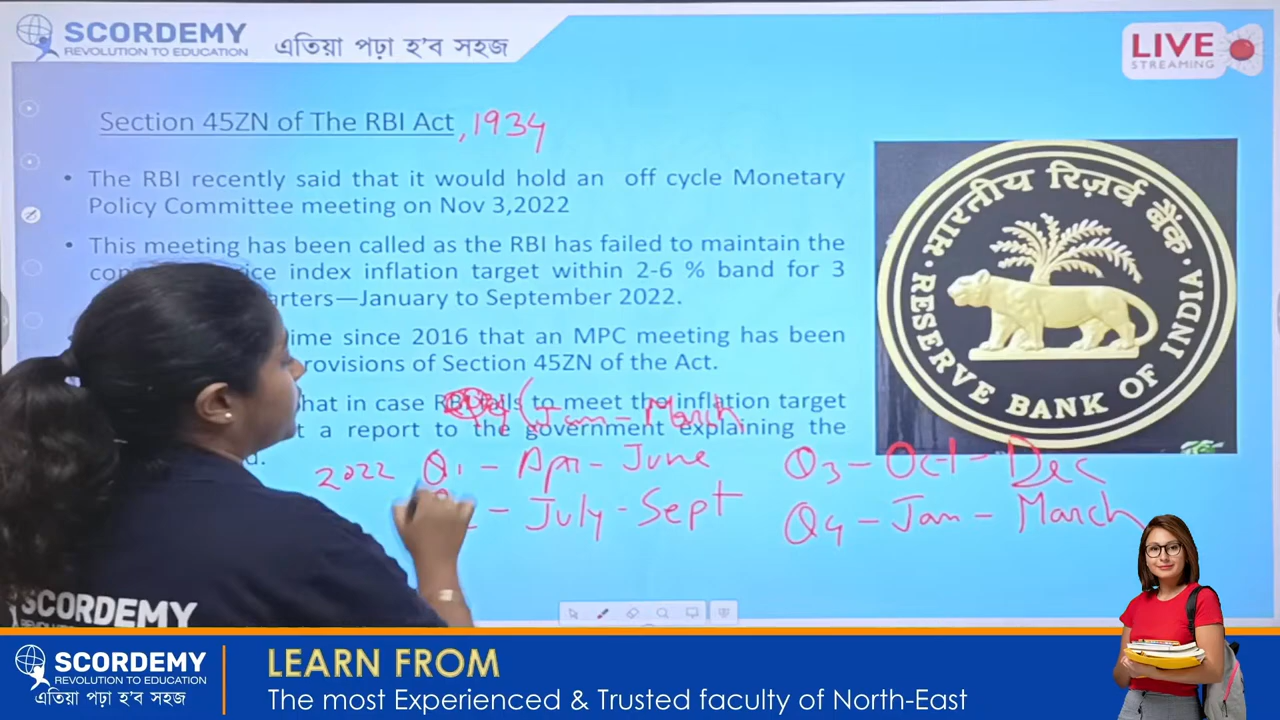 SCORDEMY
REVOLUTION TO EDUCATION
এতিয়া পঢ়া হ'ব সহজ
LIVE
STREAMING
Section 45ZN of The RBI Act, 1934
• The RBI recently said that it would hold an off cycle Monetary
Policy Committee meeting on Nov 3,2022
• This meeting has been called as the RBI has failed to maintain the
index inflation target within 2-6 % band for 3
January to September 2022.
since 2016 that an MPC meeting has been
of Section 45ZN of the Act.
in case to meet the inflation target
a report to the government explaining the
(Jan - March
2022 Q1 - Apr - June
- July - Sept
Q3 - Oct - Dec
Q4 - Jan - March
भारतीय रिज़र्व बैंक
RESERVE BANK OF INDIA
SCORDEMY
SCORDEMY
REVOLUTION TO EDUCATION
এতিয়া পঢ়া হ'ব সহজ
LEARN FROM
The most Experienced & Trusted faculty of North-East